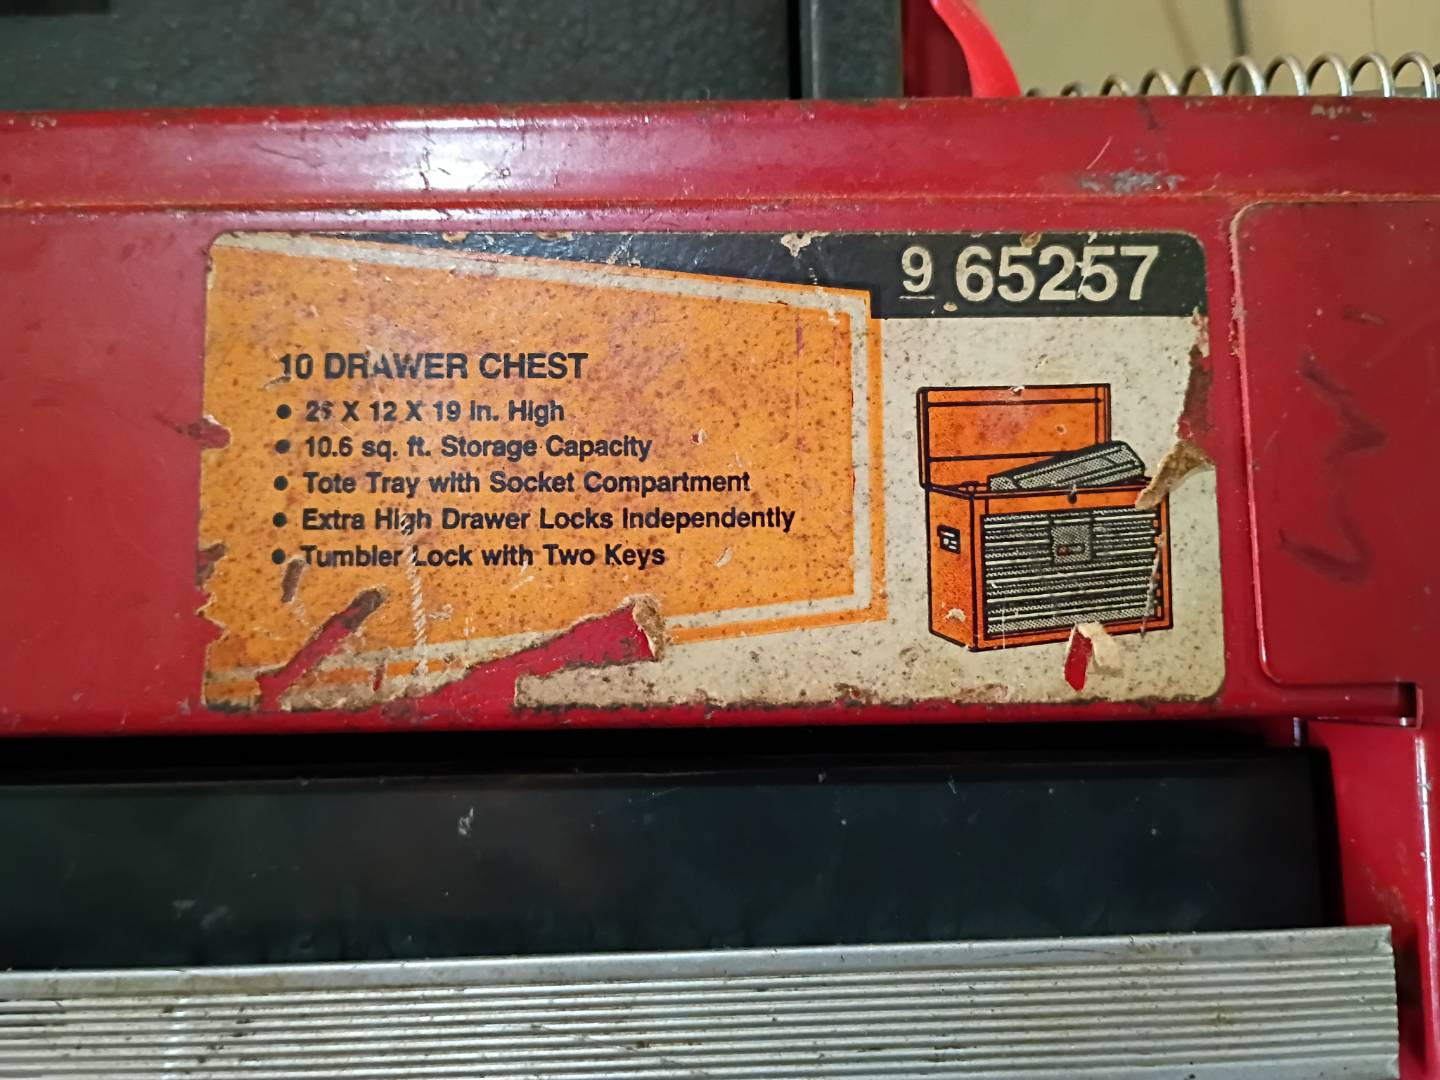 9 65257
10 DRAWER CHEST
• 26 X 12 X 19 in. High
• 10.6 sq. ft. Storage Capacity
• Tote Tray with Socket Compartment
• Extra High Drawer Locks Independently
• Tumbler Lock with Two Keys